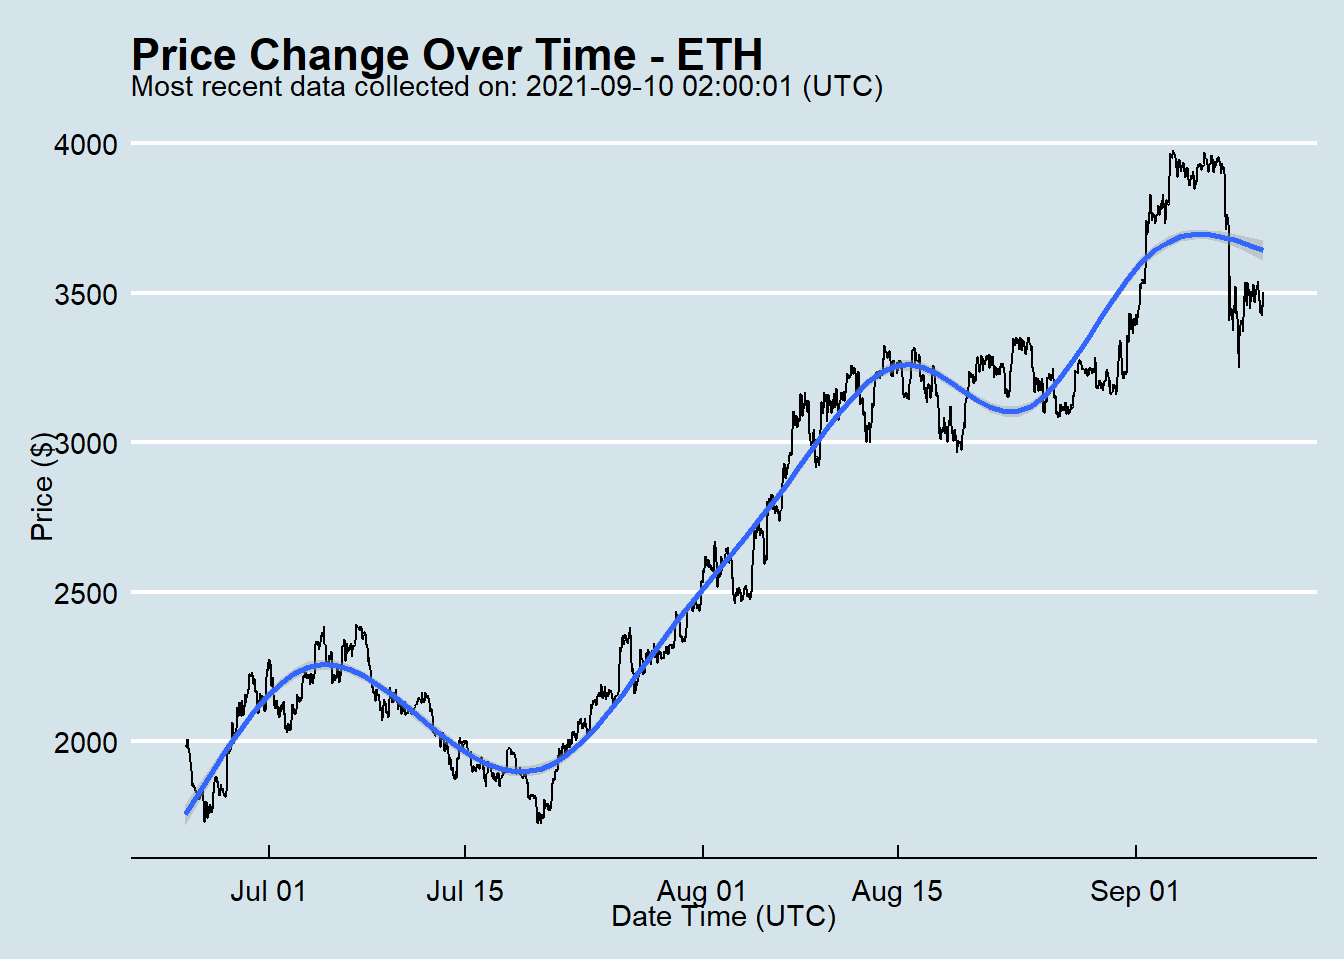 Price Change Over Time - ETH
Most recent data collected on: 2021-09-10 02:00:01 (UTC)
4000
3500
3000
2500
2000
Price ($)
Jul 01 Jul 15 Aug 01 Aug 15 Sep 01
Date Time (UTC)